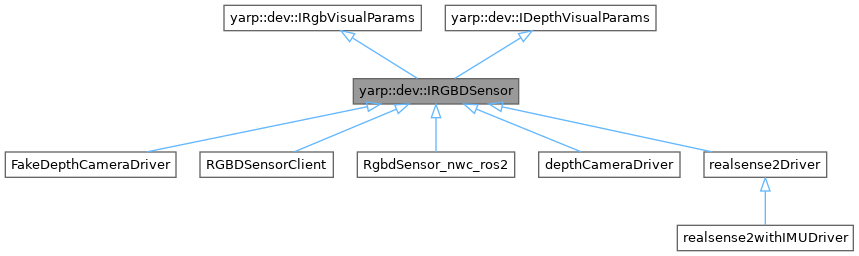 yarp::dev::IRgbVisualParams
yarp::dev::IDepthVisualParams
yarp::dev::IRGBDSensor
FakeDepthCameraDriver
RGBDSensorClient
RgbdSensor_nwc_ros2
depthCameraDriver
realsense2Driver
realsense2withIMUDriver